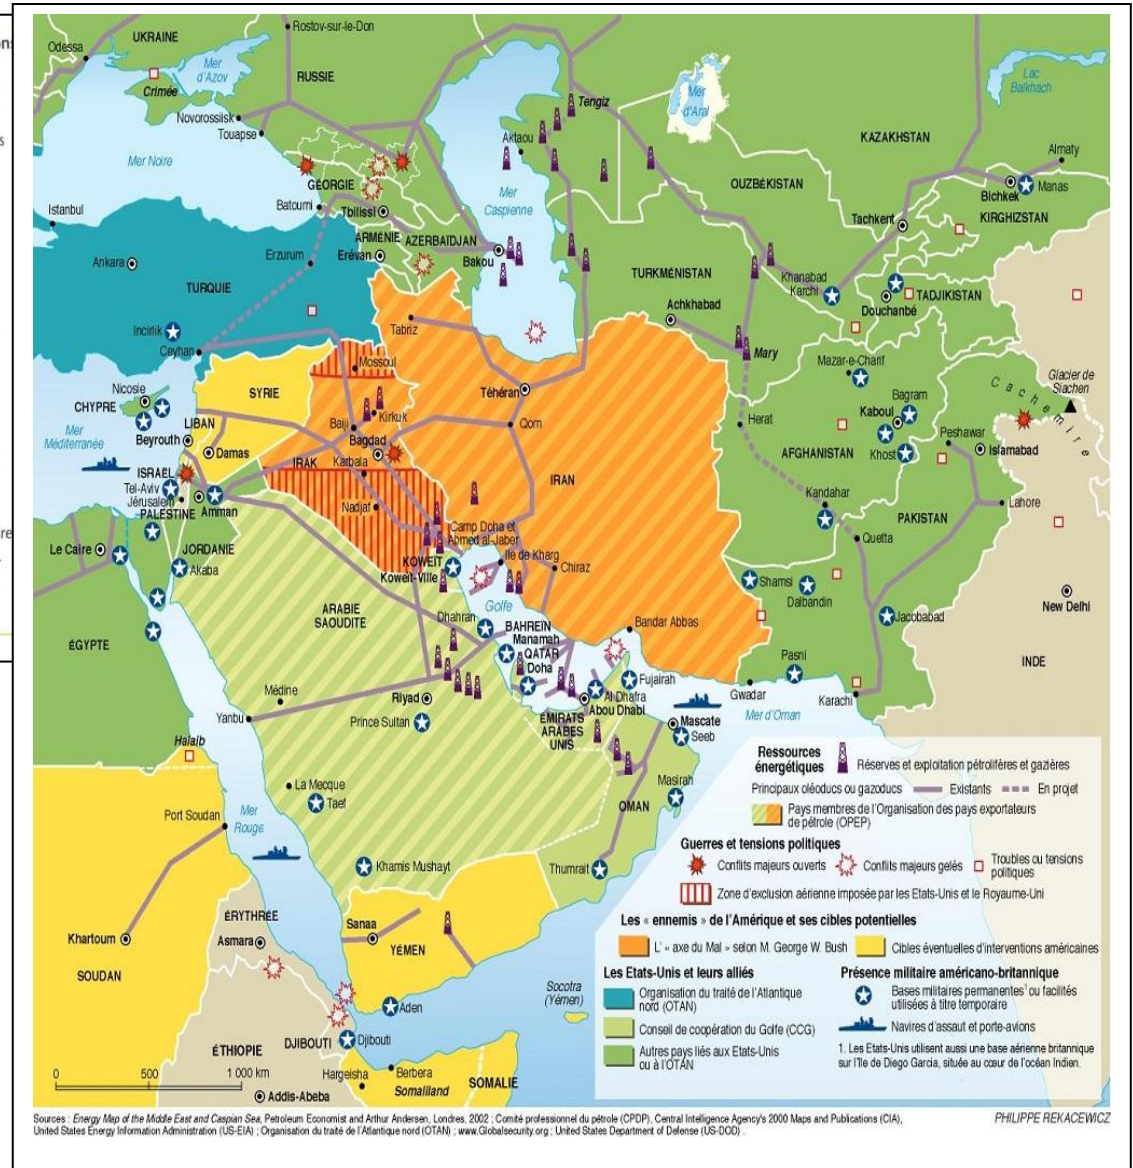 ons
s
re
UKRAINE
Rostov-sur-le-Don
Odessa
Mer
d'Azov
Crimée
RUSSIE
Novorossiisk
Touapse
Mer Noire
Istanbul
GÉORGIE
Batoumi
Tbilissi
ARMÉNIE
Erévan
AZERBAÏDJAN
Bakou
Ankara
Erzurum
TURQUIE
Incirlik
Ceyhan
Tengiz
Aktaou
Mer
Caspienne
Mer
d'Aral
Lac
Balkhach
KAZAKHSTAN
Almaty
Bichkek
Manas
KIRGHIZSTAN
OUZBÉKISTAN
Tachkent
TURKMÉNISTAN
Khanabad
Karchi
TADJIKISTAN
Douchanbé
Achkhabad
Mary
Tabriz
Téhéran
Qom
IRAN
Mossoul
Kirkuk
Baiji
Bagdad
Karbala
IRAK
Nadjaf
Nicosie
CHYPRE
SYRIE
LIBAN
Beyrouth
Damas
Mer
Méditerranée
ISRAËL
Tel-Aviv
Jérusalem
PALESTINE
Amman
JORDANIE
Akaba
Le Caire
ÉGYPTE
Mazar-e-Charif
Herat
Kaboul
Bagram
Khost
AFGHANISTAN
Kandahar
Peshawar
Islamabad
Cachemire
Glacier de
Siachen
Lahore
PAKISTAN
Quetta
Shamsi
Dalbandin
Jacobabad
New Delhi
INDE
Pasni
Gwadar
Karachi
Camp Doha et
Ahmed al-Jaber
KOWEÏT
Koweït-Ville
Ile de Kharg
Chiraz
Golfe
Bandar Abbas
ARABIE
SAOUDITE
Dhahran
BAHREÏN
Manamah
QATAR
Doha
Fujairah
Al Dhafra
Abou Dhabi
ÉMIRATS
ARABES
UNIS
Mer d'Oman
Mascate
Seeb
Médine
Yanbu
Riyad
Prince Sultan
Halaib
La Mecque
Taef
Masirah
OMAN
Port Soudan
Mer
Rouge
Khamis Mushayt
Thumrait
ÉRYTHRÉE
Asmara
Khartoum
SOUDAN
Sanaa
YÉMEN
Aden
Socotra
(Yémen)
ÉTHIOPIE
DJIBOUTI
Djibouti
Hargeisha
Berbera
Somaliland
SOMALIE
Addis-Abeba
0 500 1 000 km
Ressources
énergétiques
Réserves et exploitation pétrolifères et gazières
Principaux oléoducs ou gazoducs Existants En projet
Pays membres de l'Organisation des pays exportateurs
de pétrole (OPEP)
Guerres et tensions politiques
Conflits majeurs ouverts
Conflits majeurs gelés
Troubles ou tensions
politiques
Zone d'exclusion aérienne imposée par les Etats-Unis et le Royaume-Uni
Les « ennemis » de l'Amérique et ses cibles potentielles
L' « axe du Mal » selon M. George W. Bush
Cibles éventuelles d'interventions américaines
Les Etats-Unis et leurs alliés
Organisation du traité de l'Atlantique
nord (OTAN)
Conseil de coopération du Golfe (CCG)
Autres pays liés aux Etats-Unis
ou à l'OTAN
Présence militaire américano-britannique
Bases militaires permanentes¹ ou facilités
utilisées à titre temporaire
Navires d'assaut et porte-avions
1. Les Etats-Unis utilisent aussi une base aérienne britannique
sur l'île de Diego Garcia, située au cœur de l'océan Indien.
Sources : Energy Map of the Middle East and Caspian Sea, Petroleum Economist and Arthur Andersen, Londres, 2002 ; Comité professionnel du pétrole (CPDP), Central Intelligence Agency's 2000 Maps and Publications (CIA),
United States Energy Information Administration (US-EIA) ; Organisation du traité de l'Atlantique nord (OTAN) ; www.Globalsecurity.org ; United States Department of Defense (US-DOD) .
PHILIPPE REKACEWICZ